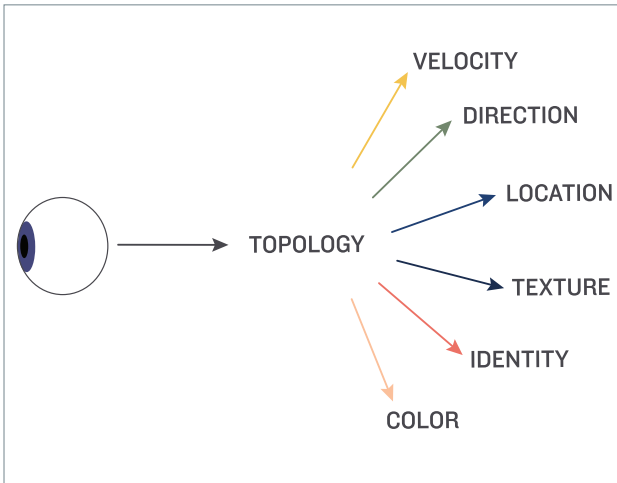 VELOCITY
DIRECTION
LOCATION
TOPOLOGY
TEXTURE
IDENTITY
COLOR